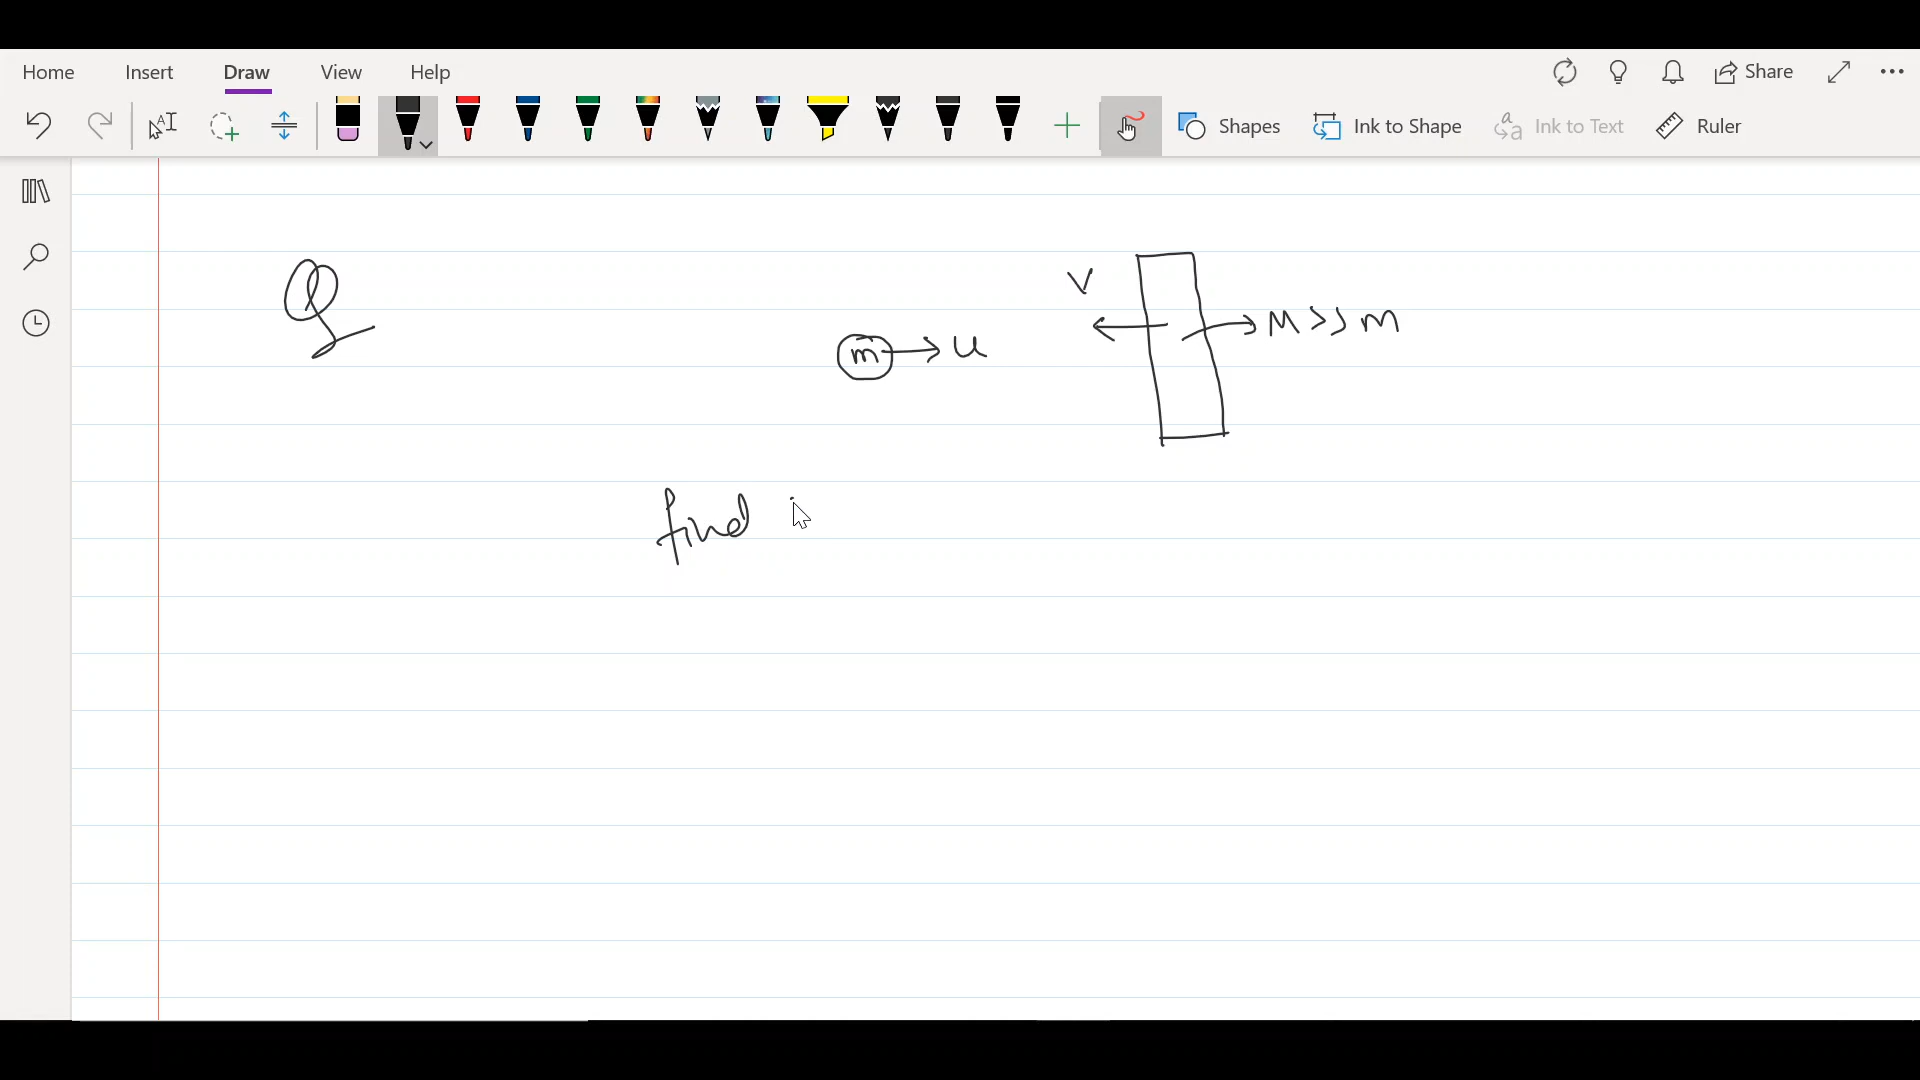 Home Insert Draw View Help Share
Shapes Ink to Shape Ink to Text Ruler
Q
V
m → u
M >> m
find